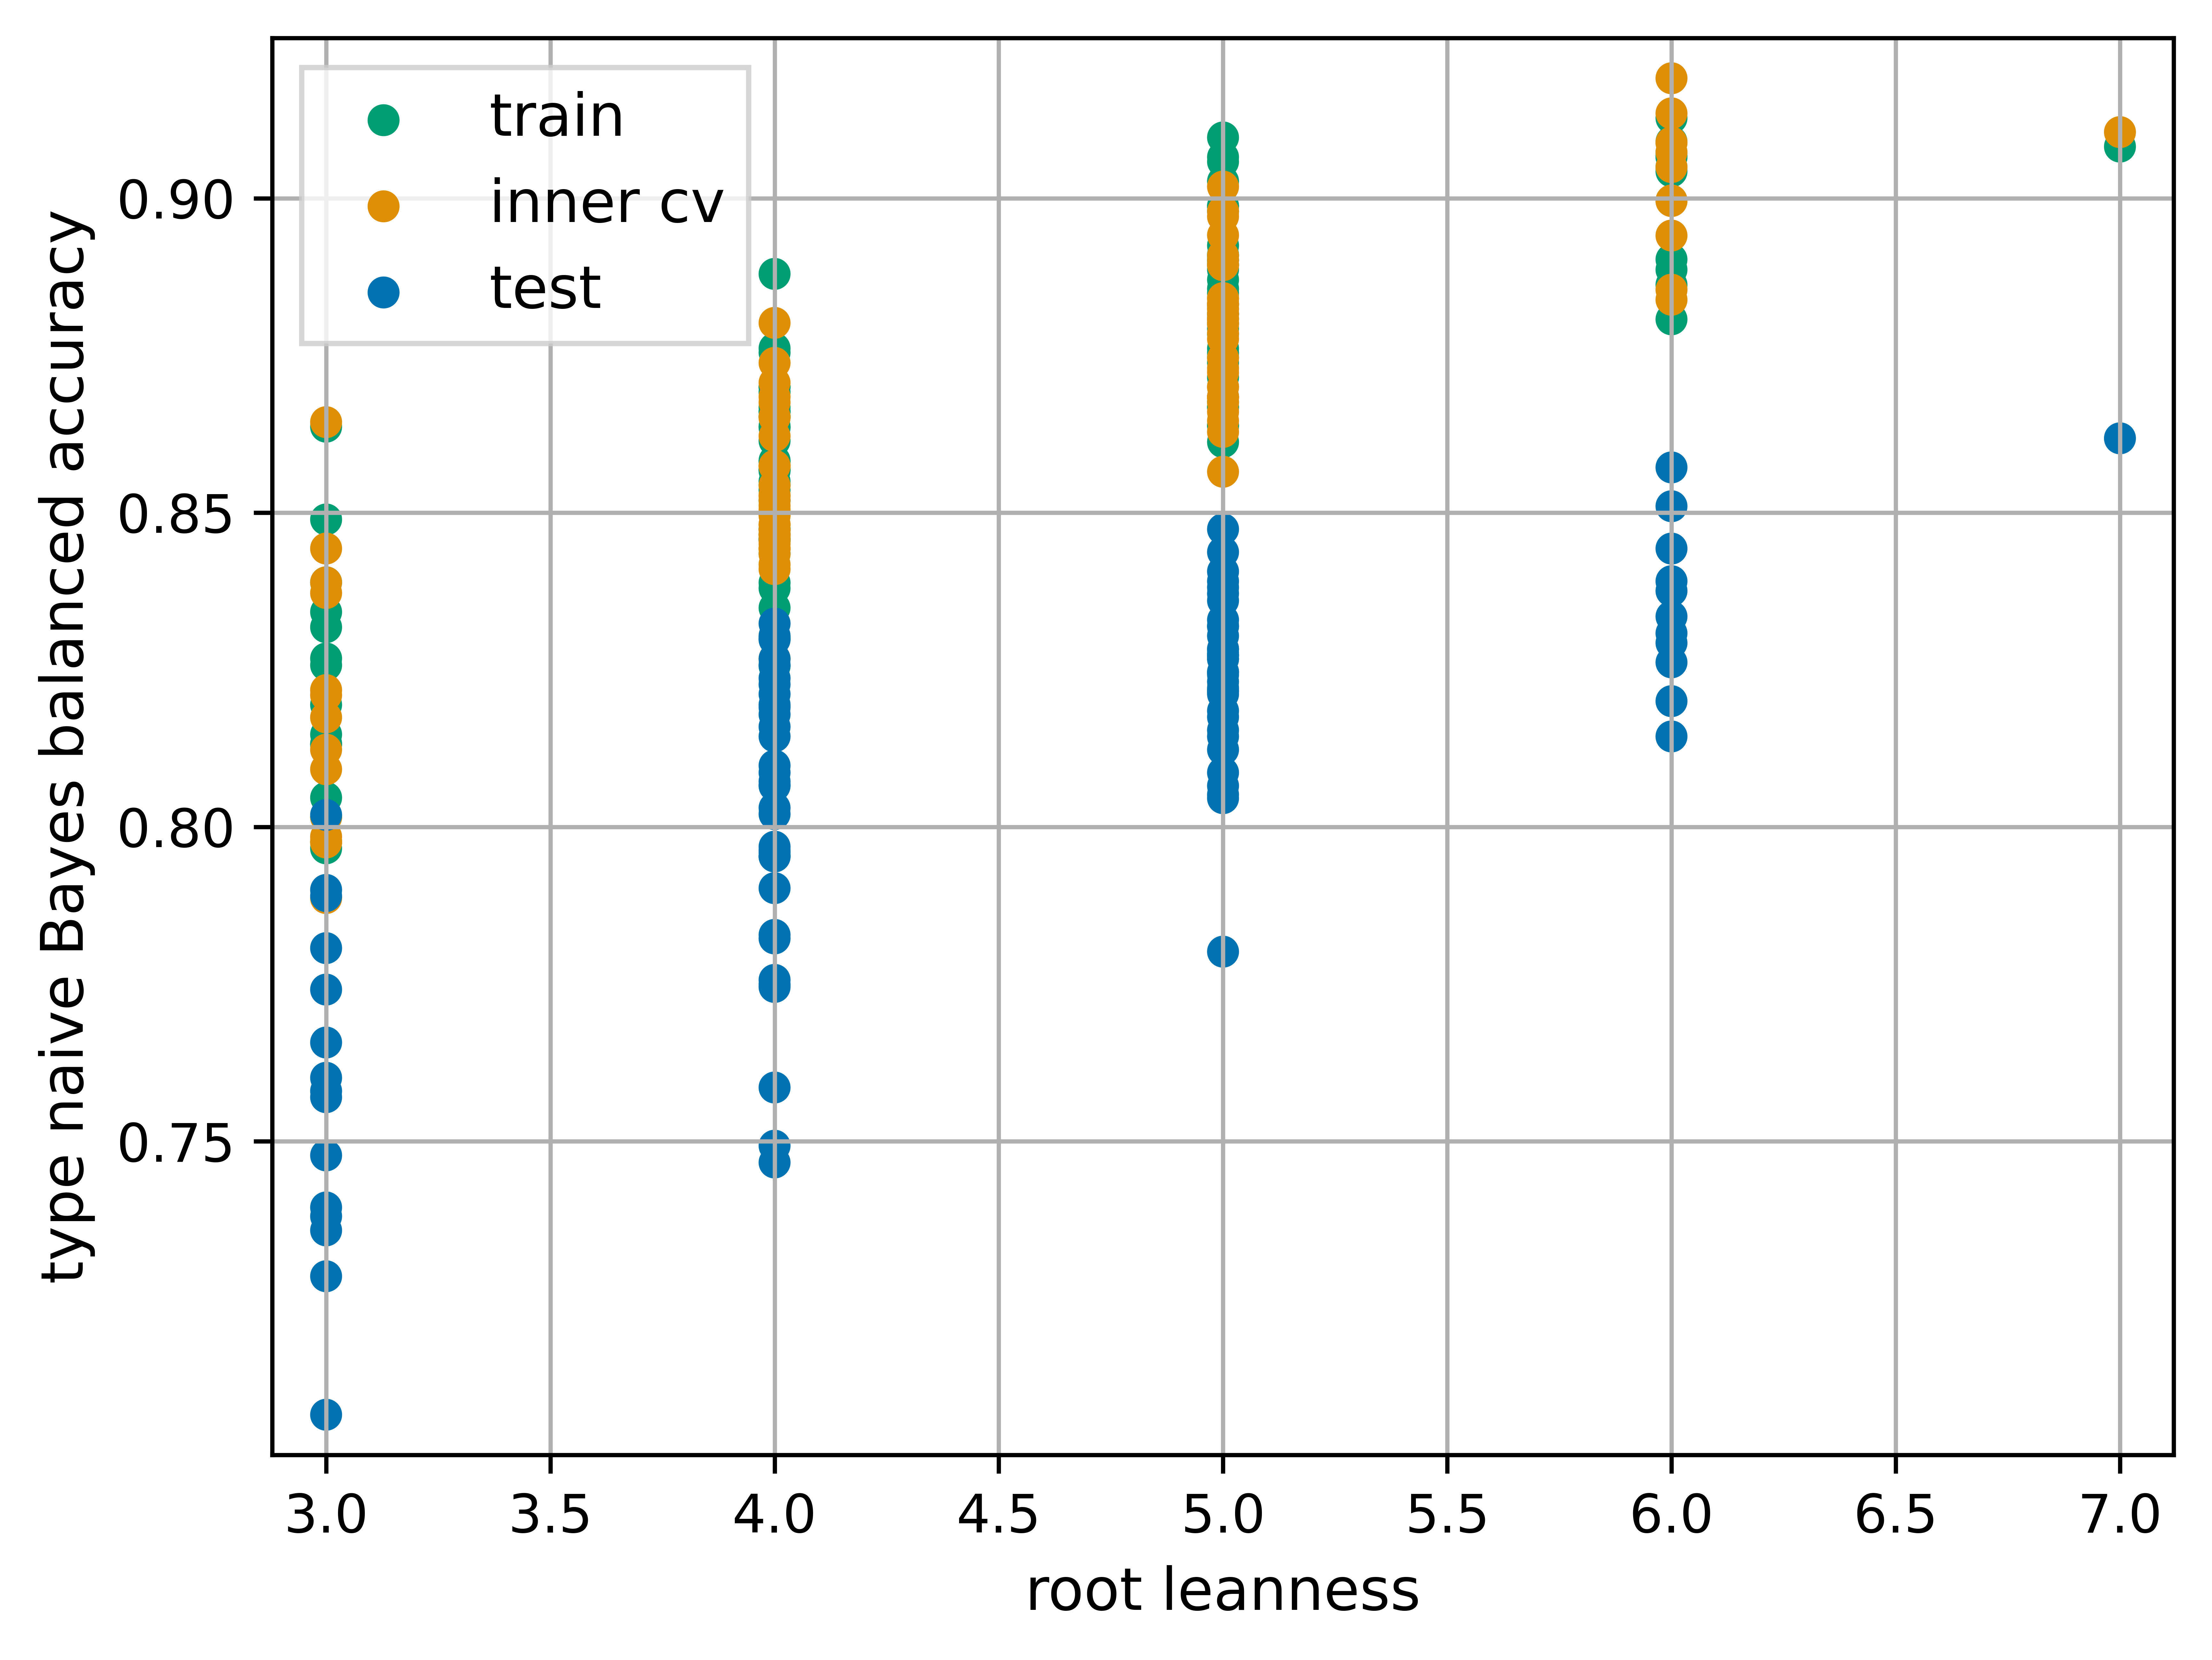 train
inner cv
test
0.90
0.85
0.80
0.75
type naive Bayes balanced accuracy
3.0 3.5 4.0 4.5 5.0 5.5 6.0 6.5 7.0
root leanness